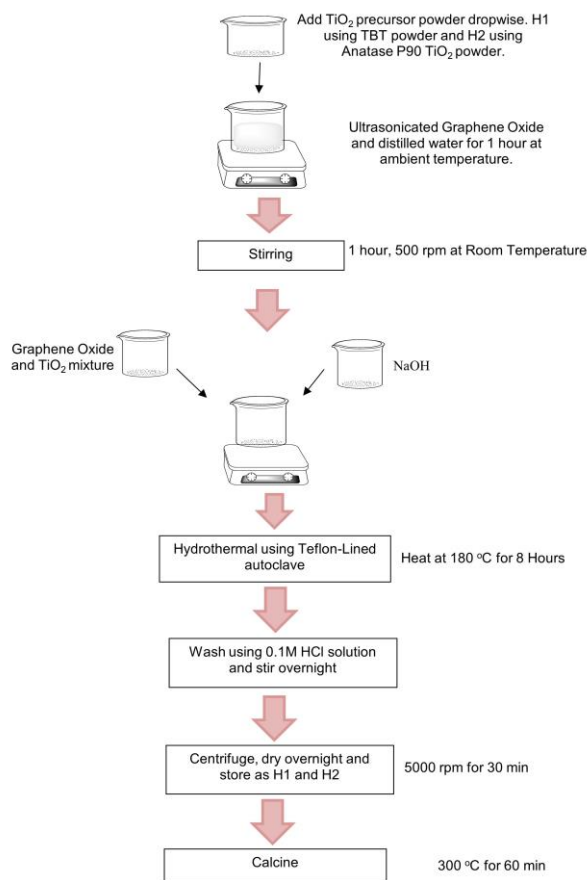 Add TiO₂ precursor powder dropwise. H1
using TBT powder and H2 using
Anatase P90 TiO₂ powder.
Ultrasonicated Graphene Oxide
and distilled water for 1 hour at
ambient temperature.
Stirring
1 hour, 500 rpm at Room Temperature
Graphene Oxide
and TiO₂ mixture
NaOH
Hydrothermal using Teflon-Lined
autoclave
Heat at 180 °C for 8 Hours
Wash using 0.1M HCl solution
and stir overnight
Centrifuge, dry overnight and
store as H1 and H2
5000 rpm for 30 min
Calcine
300 °C for 60 min